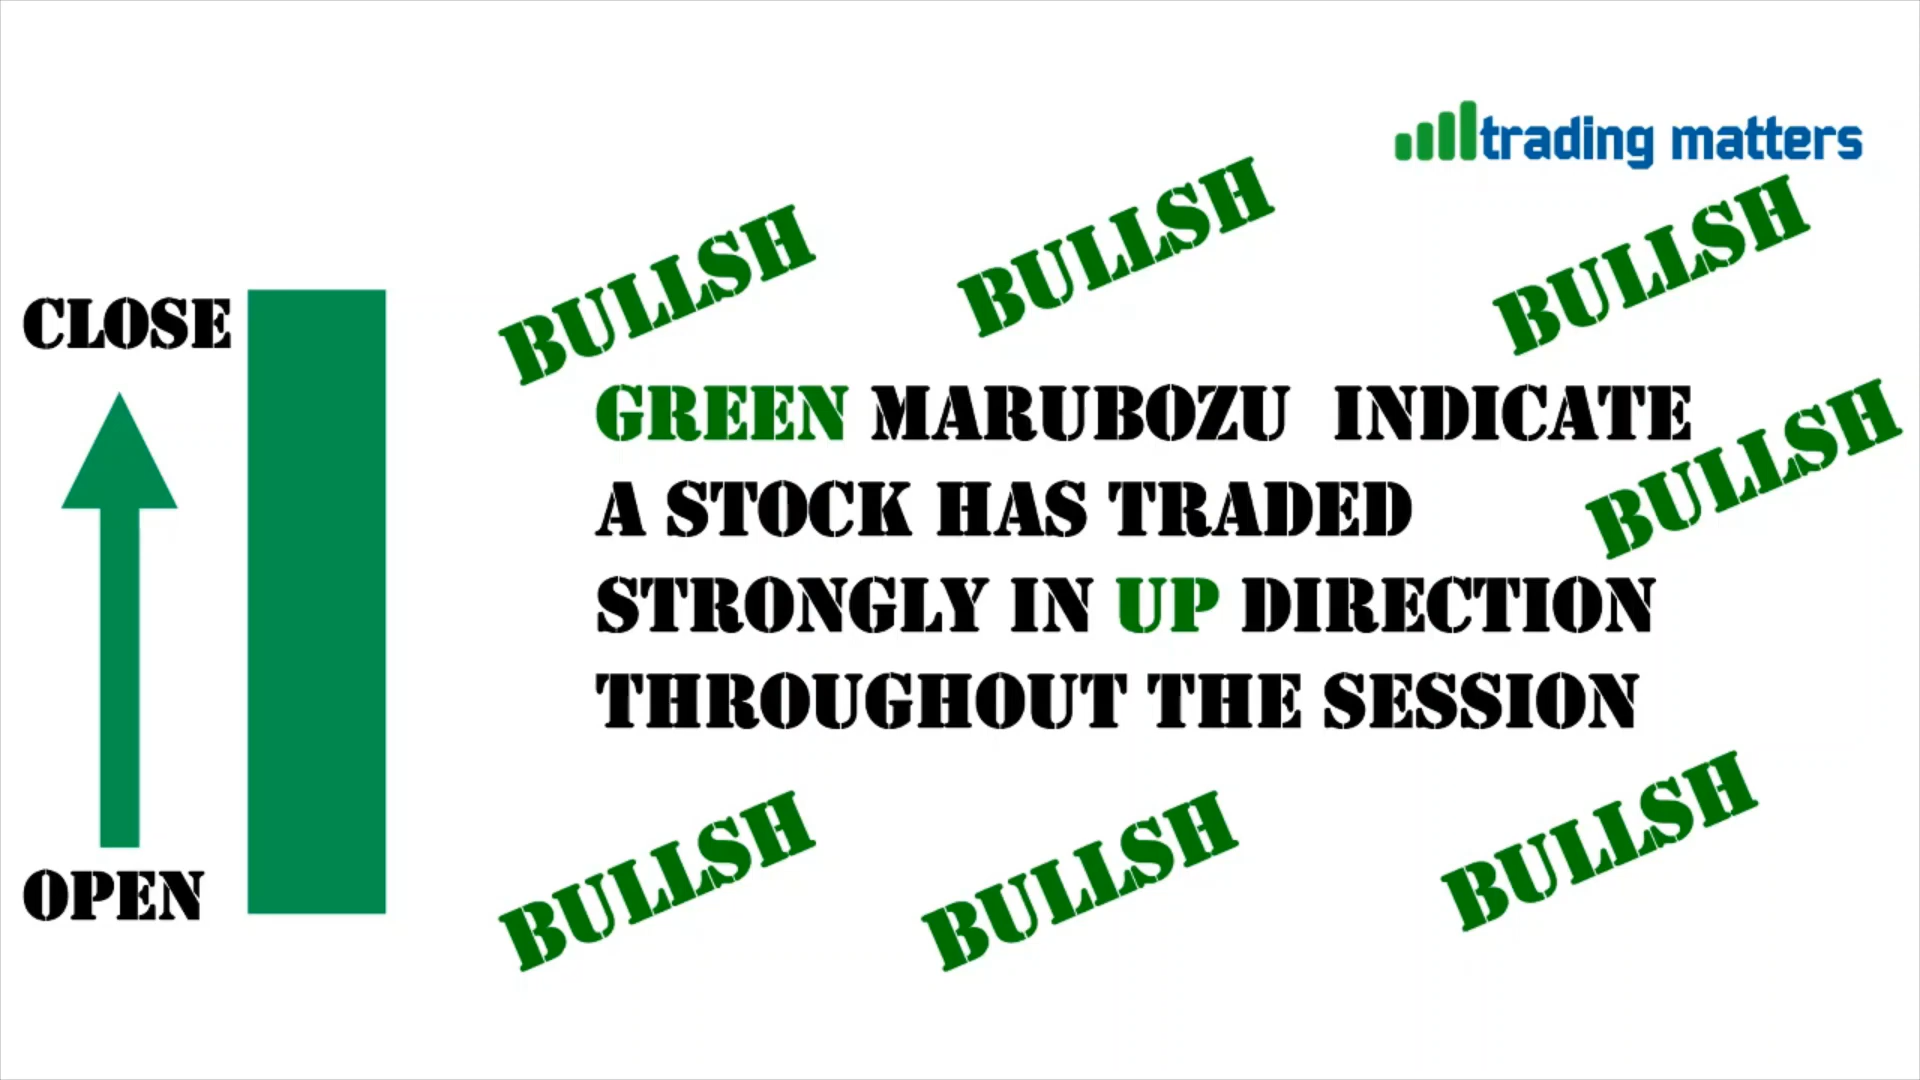 trading matters
BULLSH
BULLSH
BULLSH
CLOSE
GREEN MARUBOZU INDICATE
A STOCK HAS TRADED
STRONGLY IN UP DIRECTION
THROUGHOUT THE SESSION
BULLSH
OPEN
BULLSH
BULLSH
BULLSH